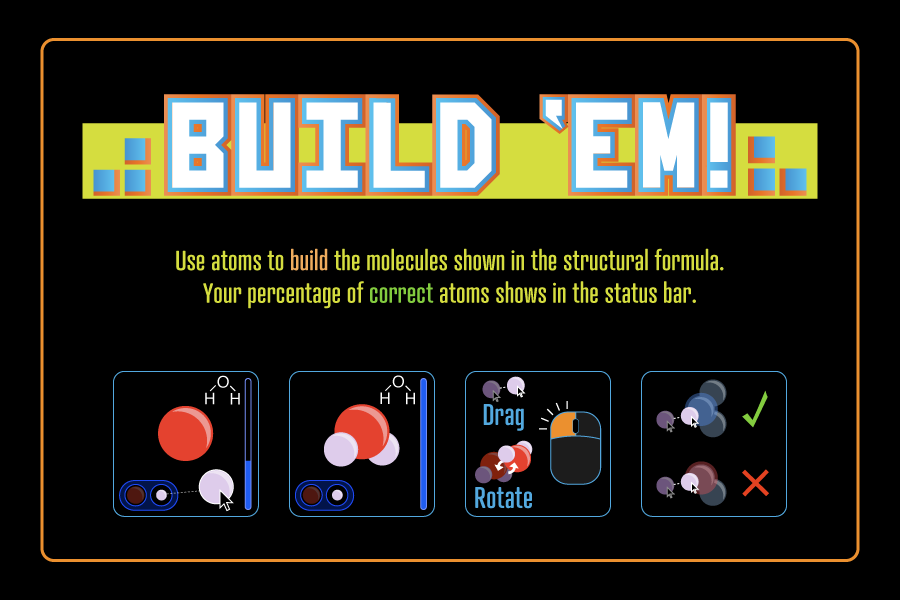 BUILD 'EM!
Use atoms to build the molecules shown in the structural formula.
Your percentage of correct atoms shows in the status bar.
O
H H
O
H H
Drag
Rotate